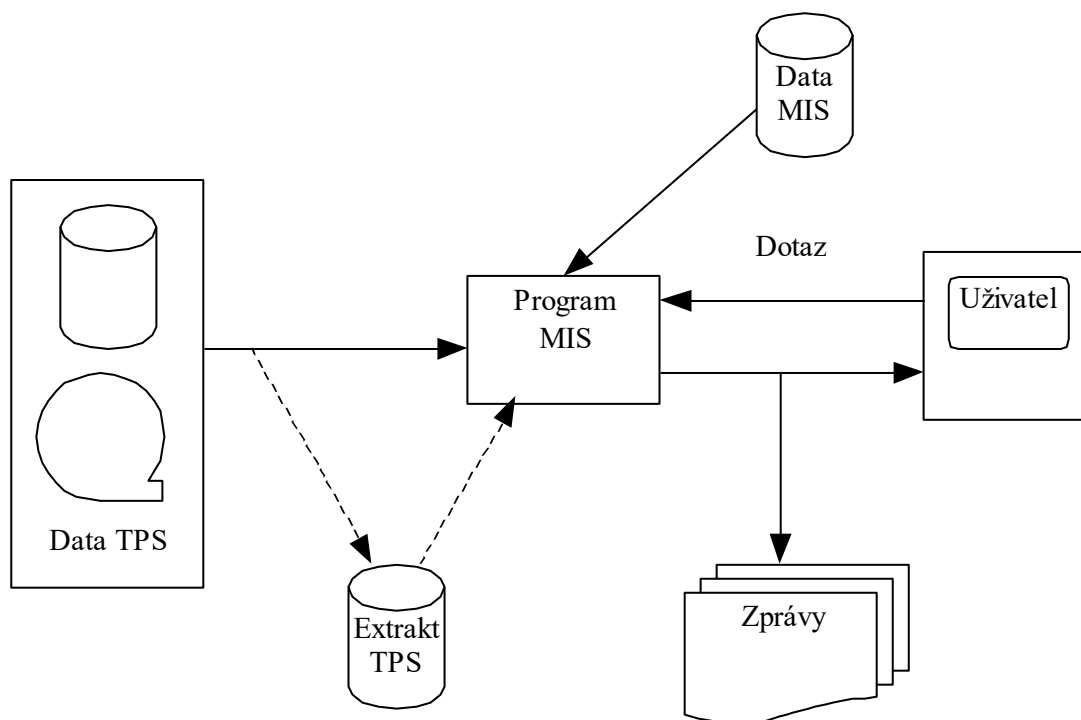 Data
MIS
Dotaz
Uživatel
Program
MIS
Data TPS
Extrakt
TPS
Zprávy